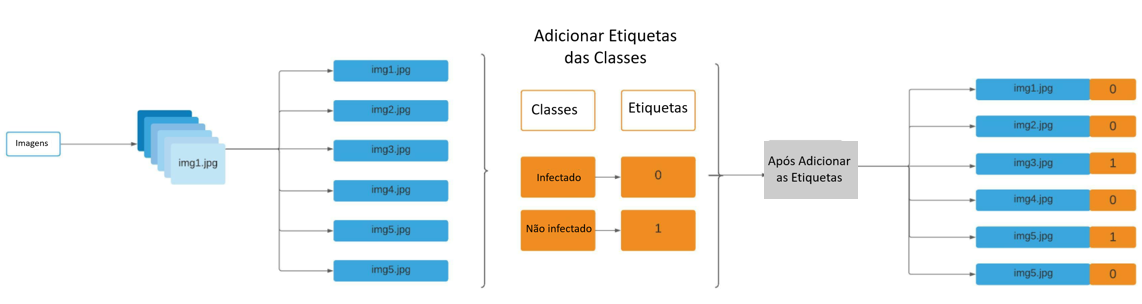 Imagens
img1.jpg
img1.jpg
img2.jpg
img3.jpg
img4.jpg
img5.jpg
img5.jpg
Adicionar Etiquetas
das Classes
Classes
Etiquetas
Infectado
0
Não infectado
1
Após Adicionar
as Etiquetas
img1.jpg 0
img2.jpg 0
img3.jpg 1
img4.jpg 0
img5.jpg 1
img5.jpg 0